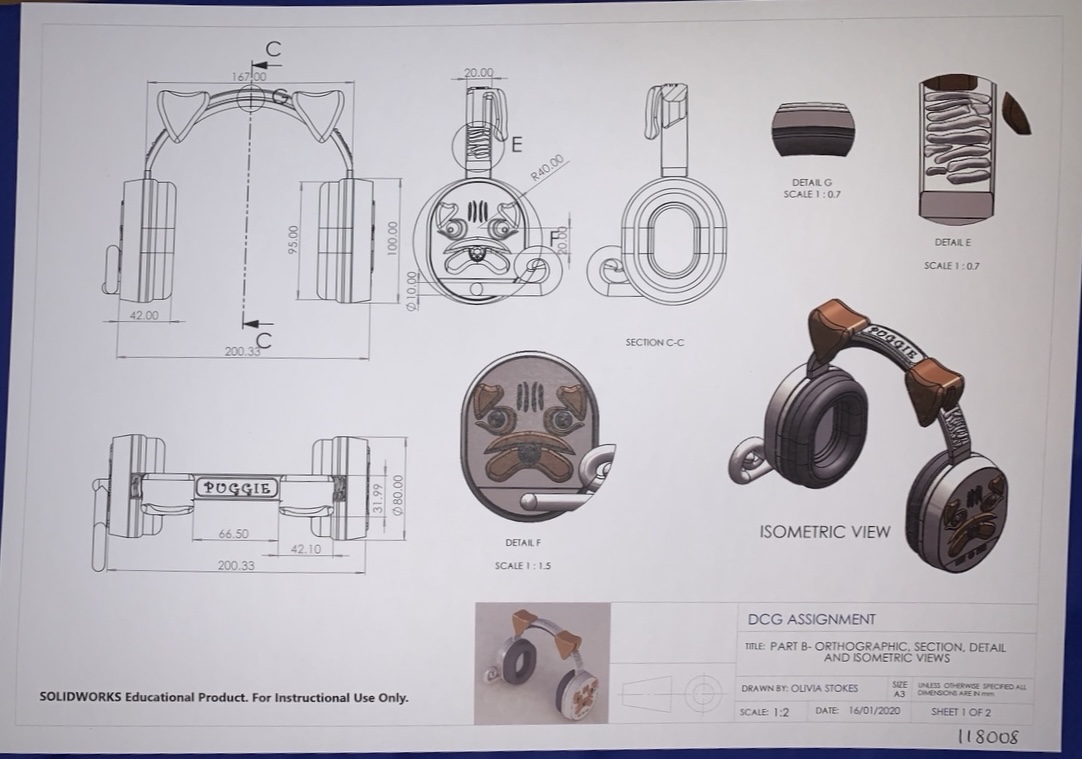 C
167.00
G
C
42.00
200.33
95.00
100.00
20.00
E
R40.00
F
20.00
Ø10.00
SECTION C-C
DETAIL G
SCALE 1 : 0.7
DETAIL E
SCALE 1 : 0.7
PUGGIE
66.50
42.10
200.33
31.99
Ø80.00
DETAIL F
SCALE 1 : 1.5
PUGGIE
ISOMETRIC VIEW
SOLIDWORKS Educational Product. For Instructional Use Only.
DCG ASSIGNMENT
TITLE: PART B- ORTHOGRAPHIC, SECTION, DETAIL
AND ISOMETRIC VIEWS
DRAWN BY: OLIVIA STOKES
SIZE
A3
UNLESS OTHERWISE SPECIFIED ALL
DIMENSIONS ARE IN mm
SCALE: 1:2
DATE: 16/01/2020
SHEET 1 OF 2
118008